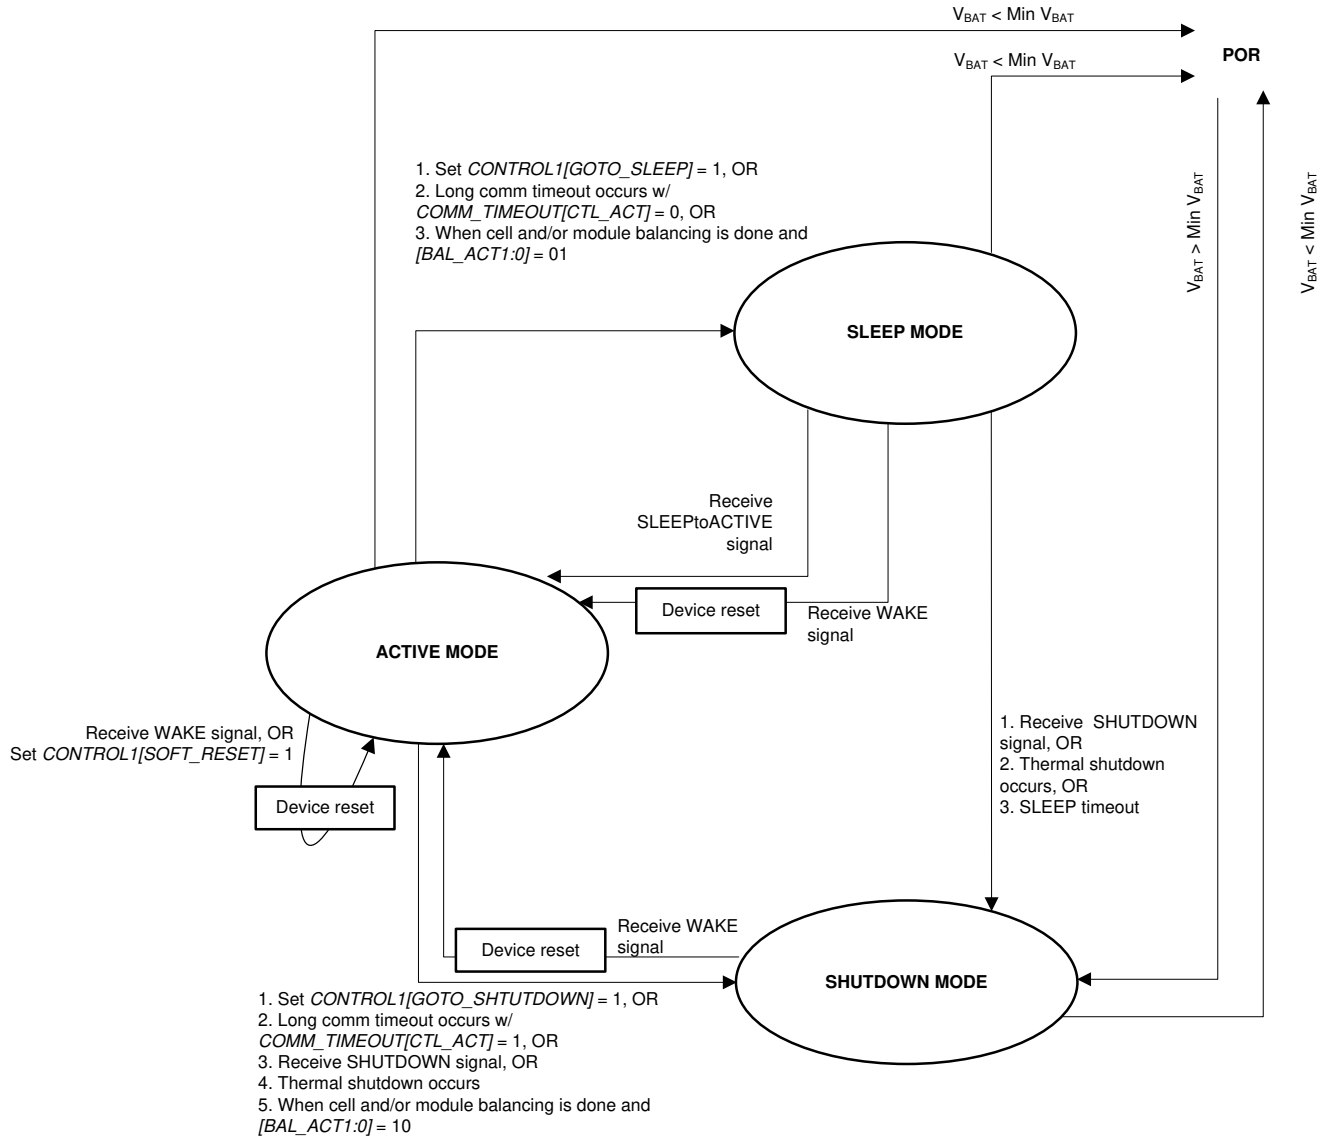 VBAT < Min VBAT
POR
VBAT < Min VBAT
1. Set CONTROL1[GOTO_SLEEP] = 1, OR
2. Long comm timeout occurs w/
COMM_TIMEOUT[CTL_ACT] = 0, OR
3. When cell and/or module balancing is done and
[BAL_ACT1:0] = 01
VBAT > Min VBAT
VBAT < Min VBAT
SLEEP MODE
Receive
SLEEPtoACTIVE
signal
Device reset
Receive WAKE
signal
ACTIVE MODE
Receive WAKE signal, OR
Set CONTROL1[SOFT_RESET] = 1
Device reset
1. Receive SHUTDOWN
signal, OR
2. Thermal shutdown
occurs, OR
3. SLEEP timeout
Receive WAKE
signal
Device reset
SHUTDOWN MODE
1. Set CONTROL1[GOTO_SHTUTDOWN] = 1, OR
2. Long comm timeout occurs w/
COMM_TIMEOUT[CTL_ACT] = 1, OR
3. Receive SHUTDOWN signal, OR
4. Thermal shutdown occurs
5. When cell and/or module balancing is done and
[BAL_ACT1:0] = 10